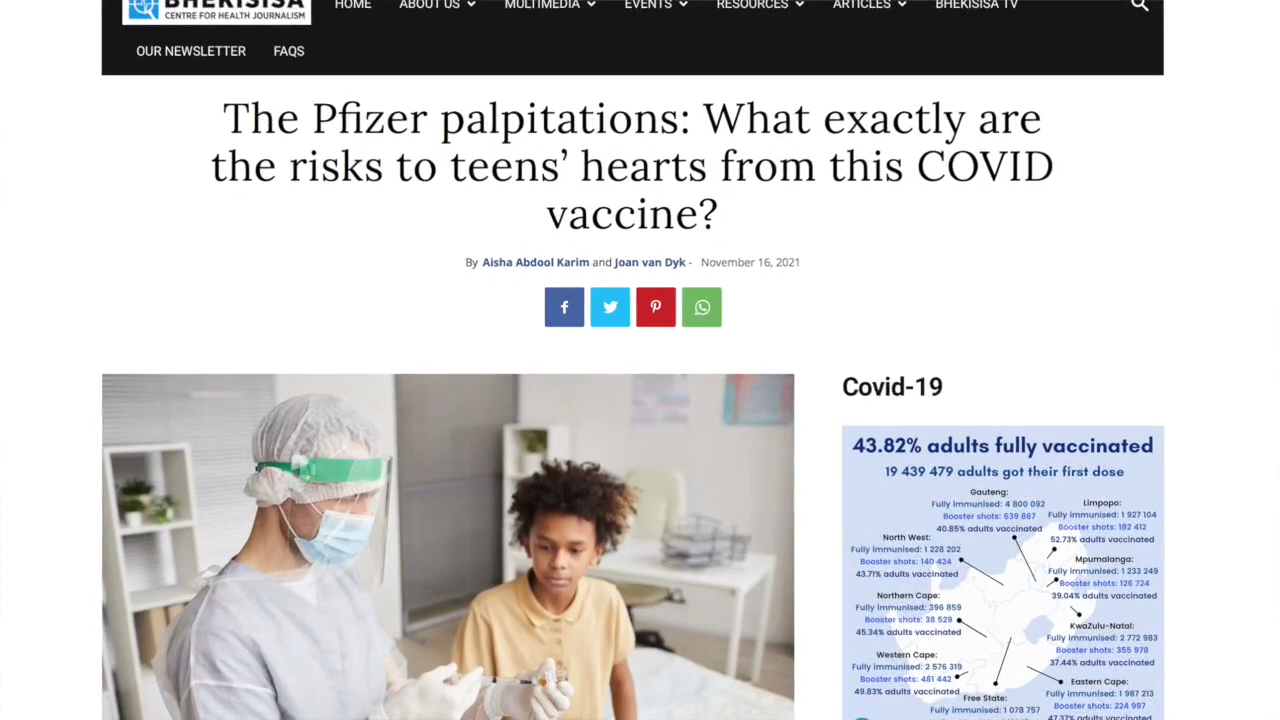 BHEKISISA
CENTRE FOR HEALTH JOURNALISM
HOME ABOUT US MULTIMEDIA EVENTS RESOURCES ARTICLES BHEKISISA TV
OUR NEWSLETTER FAQS
The Pfizer palpitations: What exactly are
the risks to teens’ hearts from this COVID
vaccine?
By Aisha Abdool Karim and Joan van Dyk - November 16, 2021
Covid-19
43.82% adults fully vaccinated
19 439 479 adults got their first dose
Gauteng:
Fully immunised: 4 800 092
Booster shots: 639 867
40.85% adults vaccinated
Limpopo:
Fully immunised: 1 927 104
Booster shots: 182 412
52.73% adults vaccinated
North West:
Fully immunised: 1 228 202
Booster shots: 140 424
43.71% adults vaccinated
Mpumalanga:
Fully immunised: 1 233 249
Booster shots: 126 724
39.04% adults vaccinated
Northern Cape:
Fully immunised: 396 859
Booster shots: 38 529
45.34% adults vaccinated
KwaZulu-Natal:
Fully immunised: 2 772 983
Booster shots: 355 978
37.44% adults vaccinated
Western Cape:
Fully immunised: 2 576 319
Booster shots: 481 442
49.83% adults vaccinated
Eastern Cape:
Fully immunised: 1 987 213
Booster shots: 224 997
47.37% adults vaccinated
Free State:
Fully immunised: 1 078 757